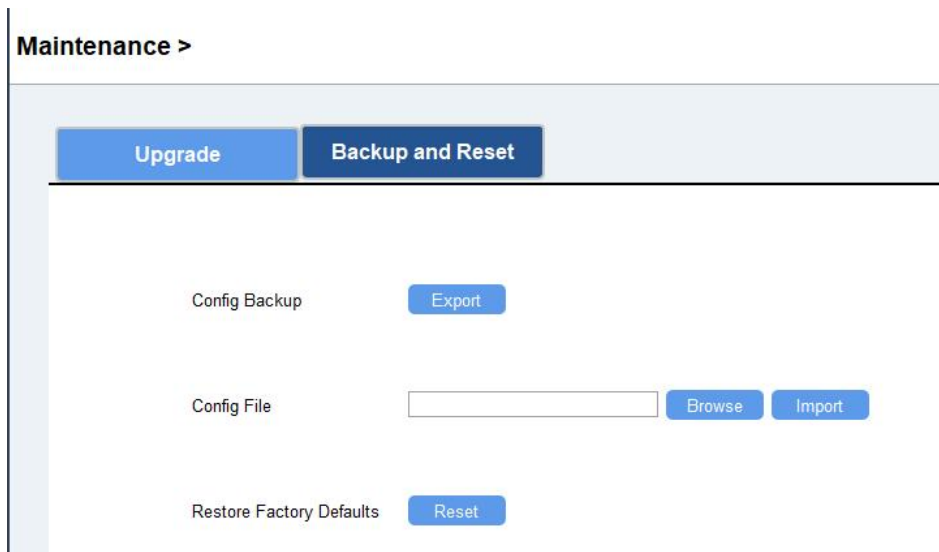 Maintenance >
Upgrade Backup and Reset
Config Backup Export
Config File Browse Import
Restore Factory Defaults Reset